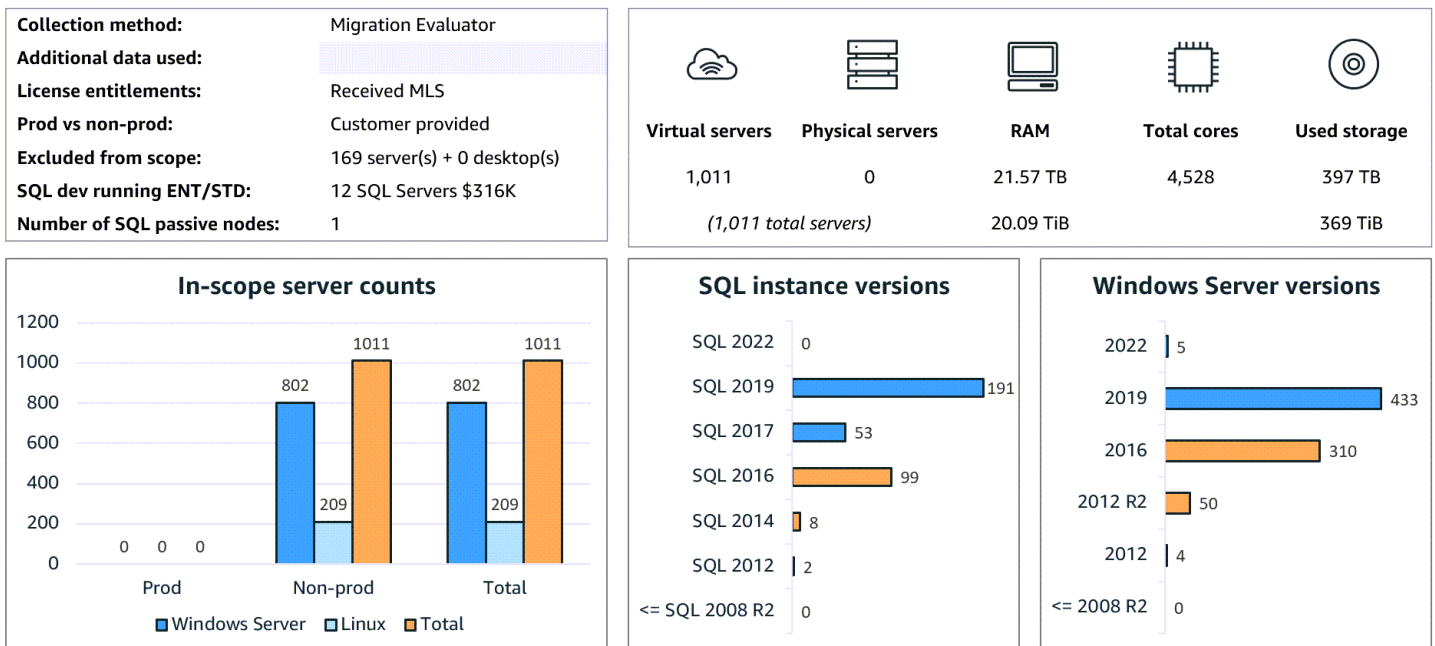 Collection method: Migration Evaluator
Additional data used:
License entitlements: Received MLS
Prod vs non-prod: Customer provided
Excluded from scope: 169 server(s) + 0 desktop(s)
SQL dev running ENT/STD: 12 SQL Servers $316K
Number of SQL passive nodes: 1
Virtual servers Physical servers RAM Total cores Used storage
1,011 0 21.57 TB 4,528 397 TB
(1,011 total servers) 20.09 TiB 369 TiB
In-scope server counts
1200
1000
800
600
400
200
0
0 0 0
802 209 1011
802 209 1011
Prod Non-prod Total
Windows Server Linux Total
SQL instance versions
SQL 2022 0
SQL 2019 191
SQL 2017 53
SQL 2016 99
SQL 2014 8
SQL 2012 2
<= SQL 2008 R2 0
Windows Server versions
2022 5
2019 433
2016 310
2012 R2 50
2012 4
<= 2008 R2 0